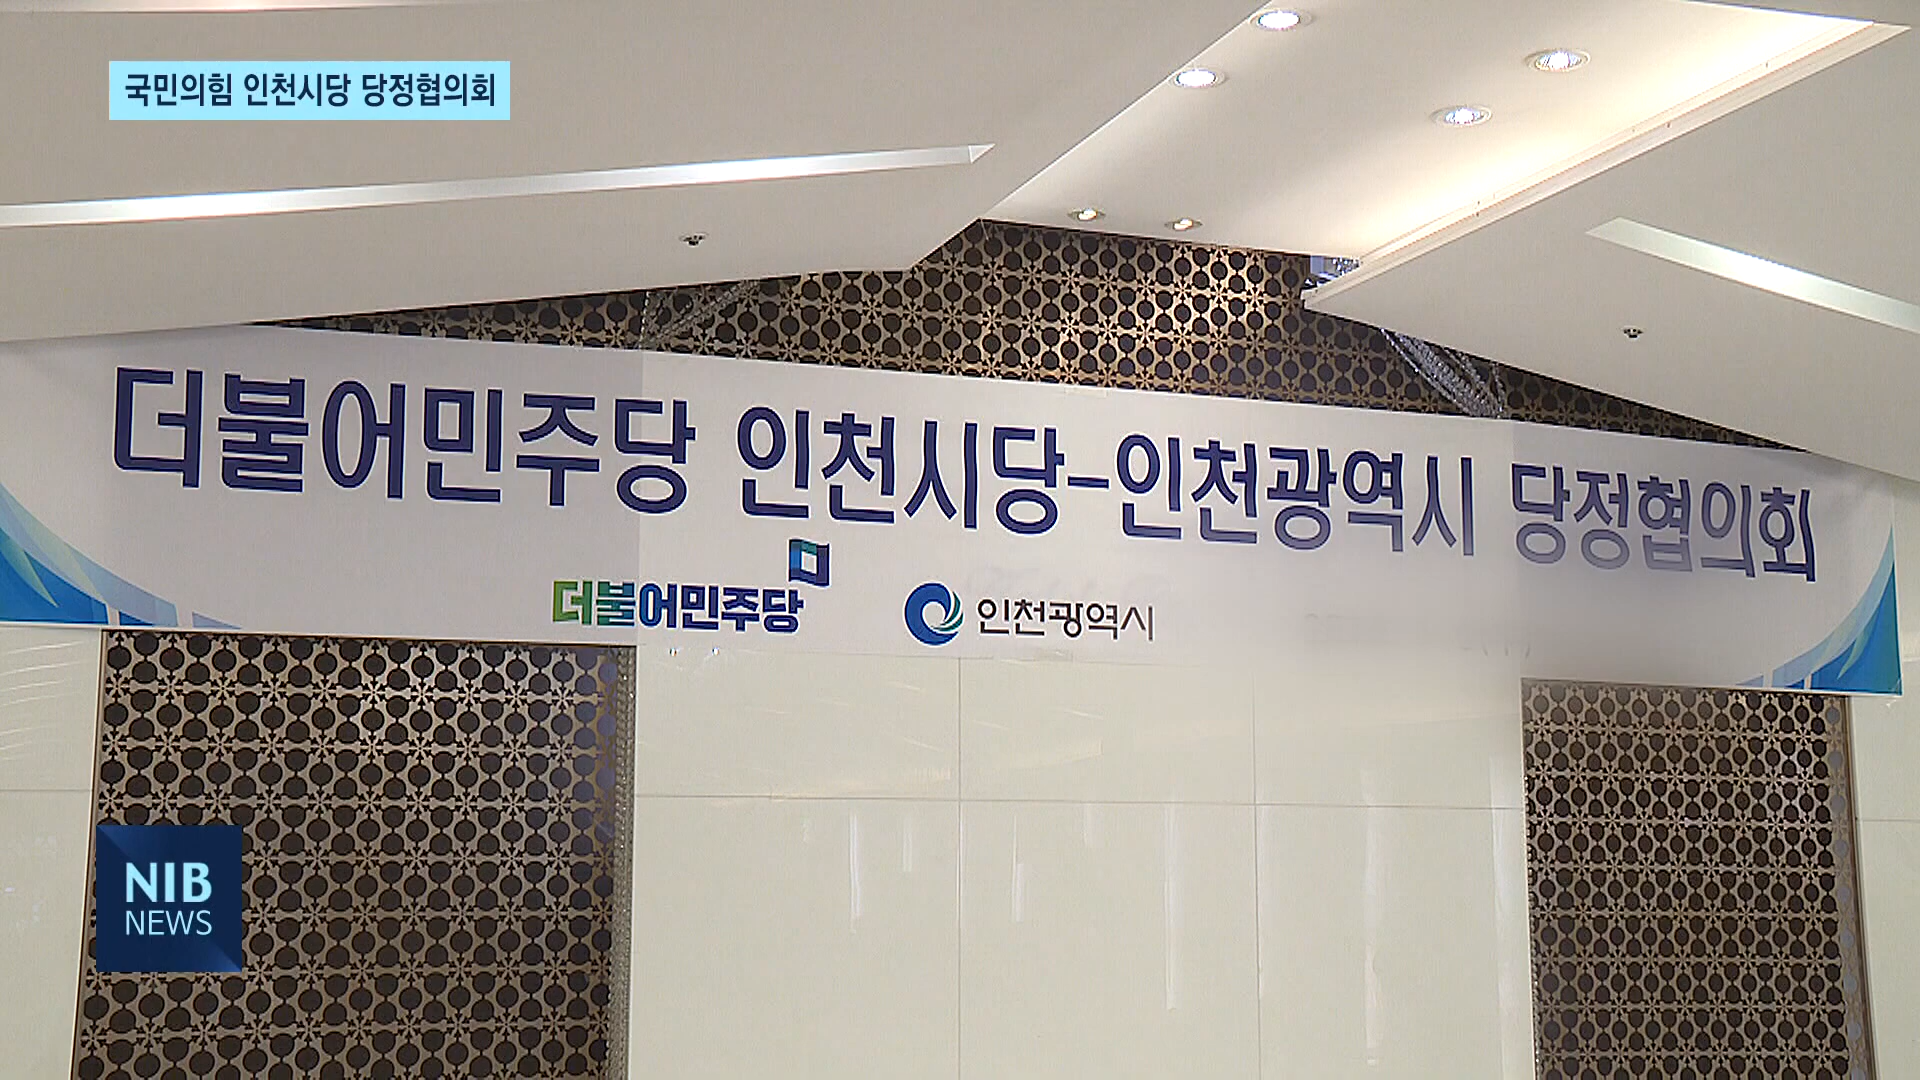 국민의힘 인천시당 당정협의회
더불어민주당 인천시당-인천광역시 당정협의회
더불어민주당
인천광역시
NIB
NEWS